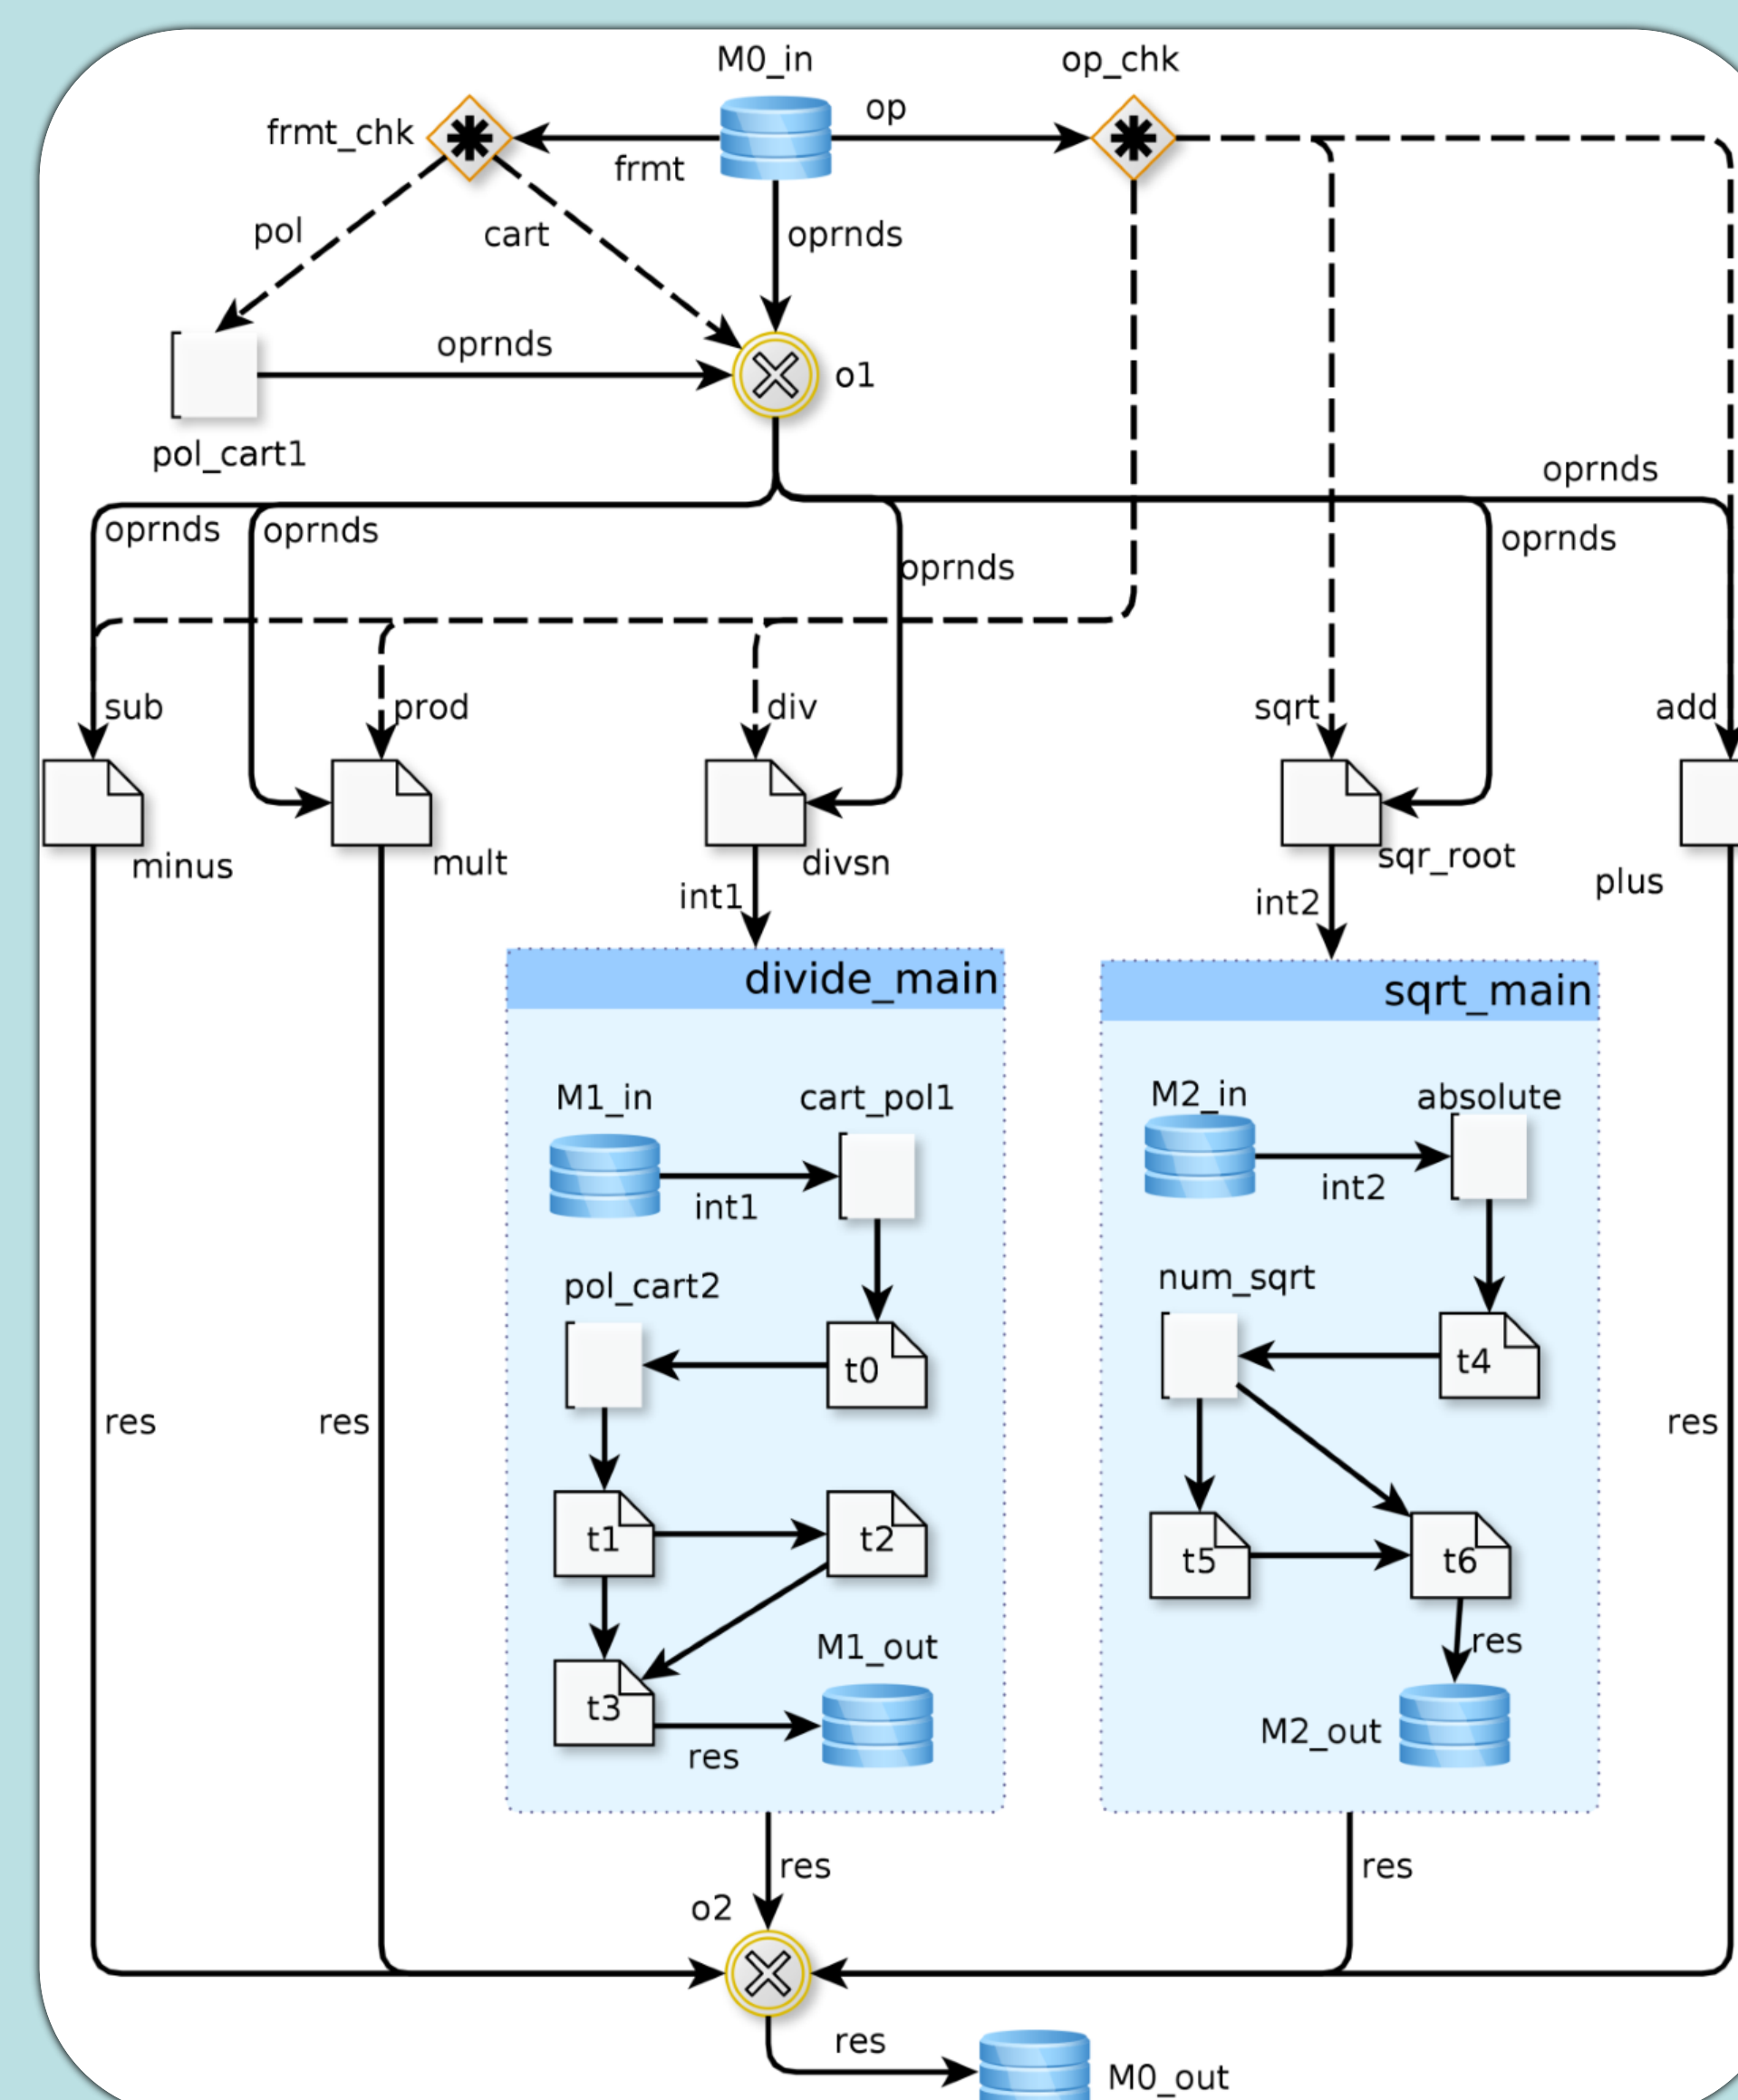 M0_in
op_chk
op
frmt_chk
frmt
pol
cart
oprnds
oprnds
o1
pol_cart1
oprnds
oprnds
oprnds
oprnds
oprnds
sub
prod
div
sqrt
add
minus
mult
divsn
sqr_root
plus
int1
int2
divide_main
sqrt_main
M1_in
cart_pol1
M2_in
absolute
int1
int2
pol_cart2
num_sqrt
t0
t4
res
res
res
t1
t2
t5
t6
M1_out
res
t3
M2_out
res
res
res
o2
res
M0_out